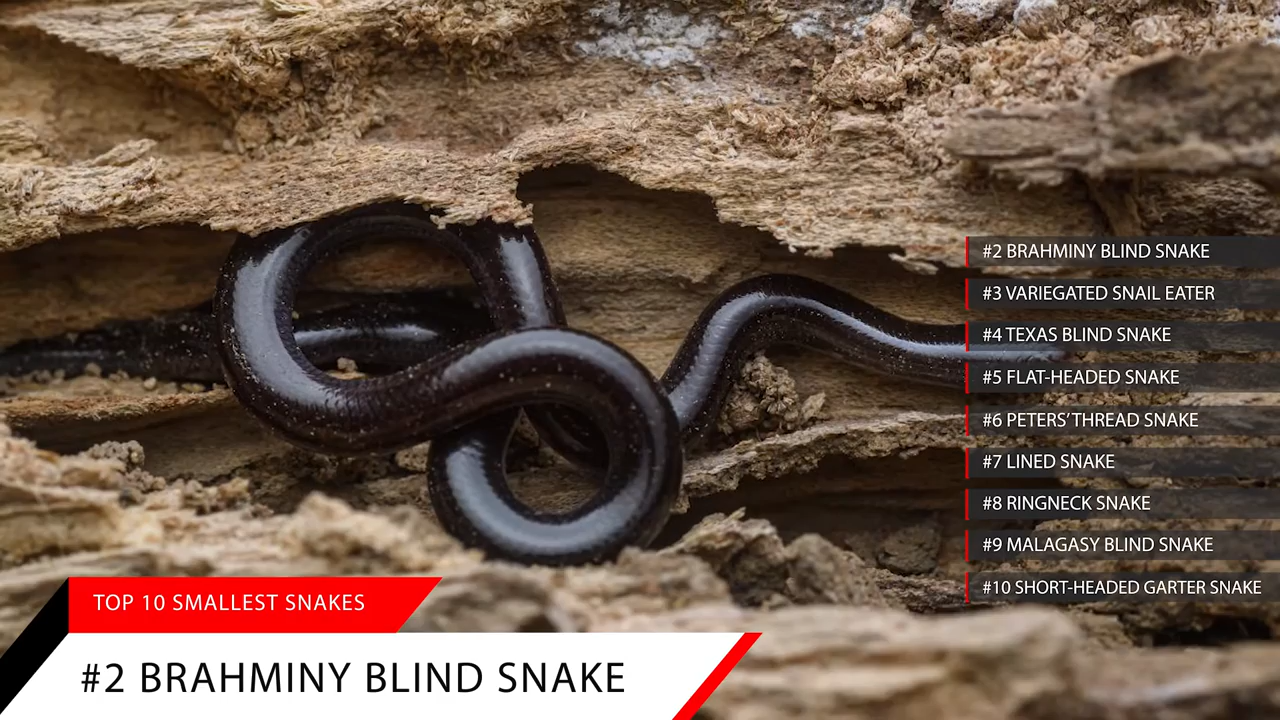 #2 BRAHMINY BLIND SNAKE
#3 VARIEGATED SNAIL EATER
#4 TEXAS BLIND SNAKE
#5 FLAT-HEADED SNAKE
#6 PETERS' THREAD SNAKE
#7 LINED SNAKE
#8 RINGNECK SNAKE
#9 MALAGASY BLIND SNAKE
#10 SHORT-HEADED GARTER SNAKE
TOP 10 SMALLEST SNAKES
#2 BRAHMINY BLIND SNAKE